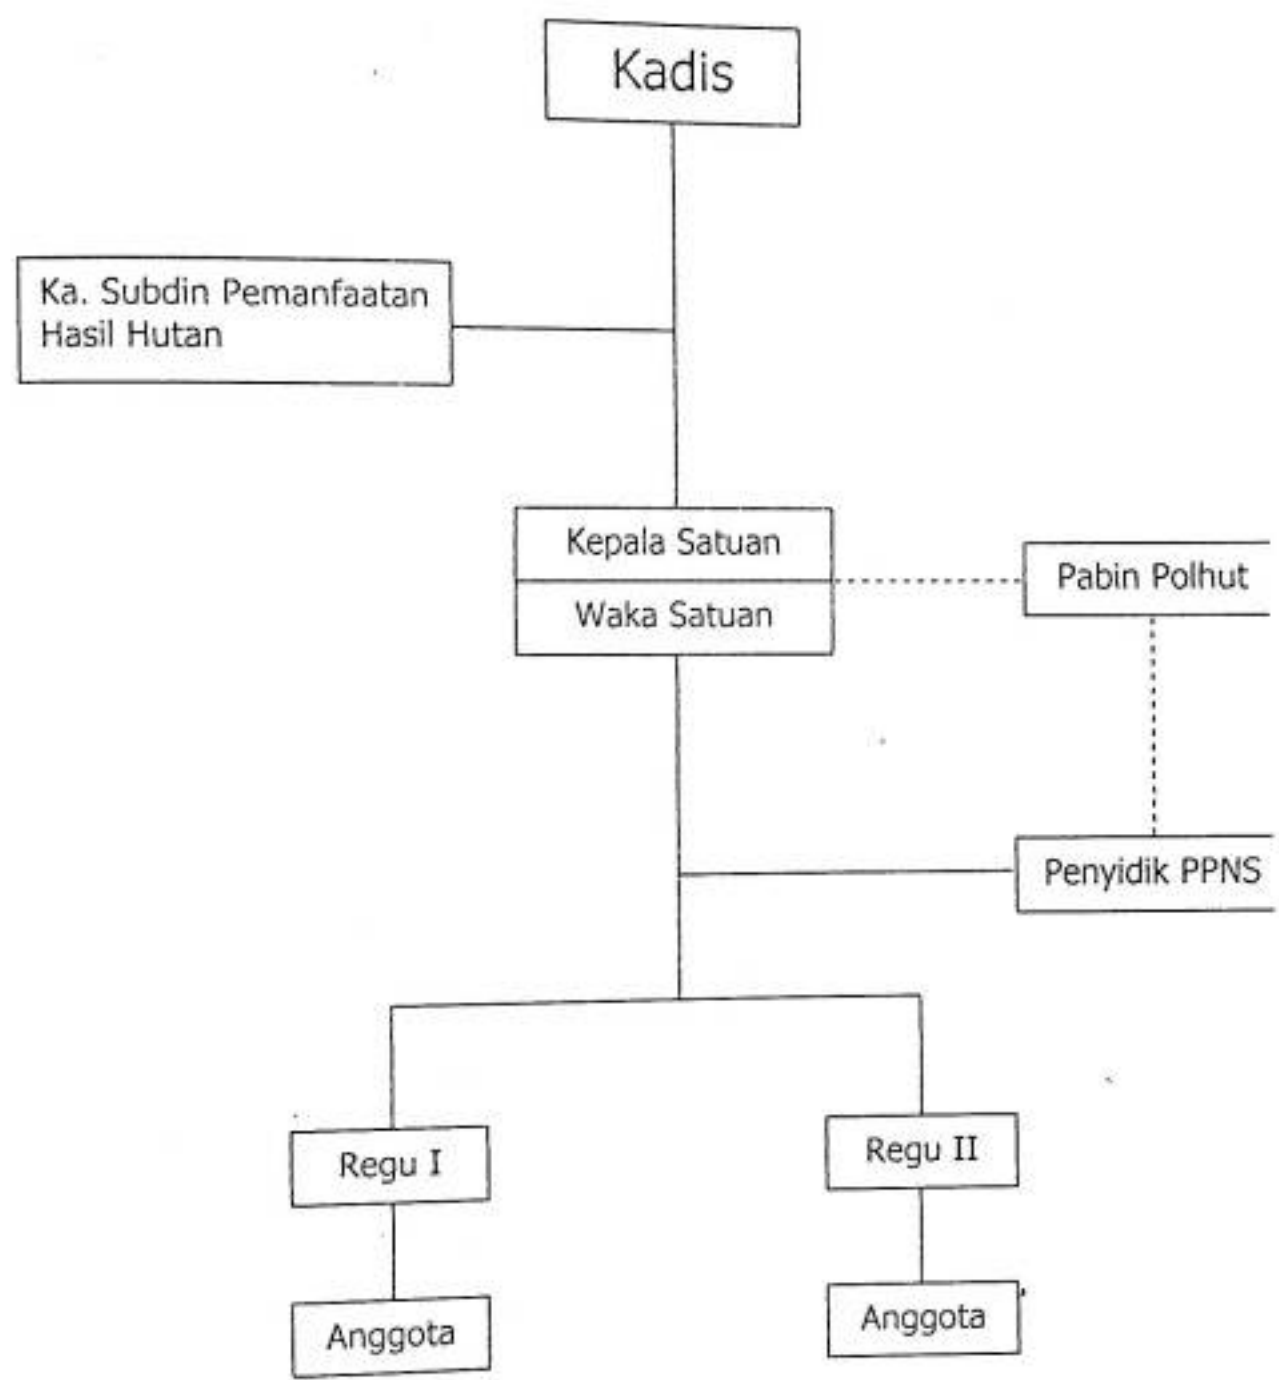 Kadis
Ka. Subdin Pemanfaatan
Hasil Hutan
Kepala Satuan
Waka Satuan
Pabin Polhut
Penyidik PPNS
Regu I
Regu II
Anggota
Anggota